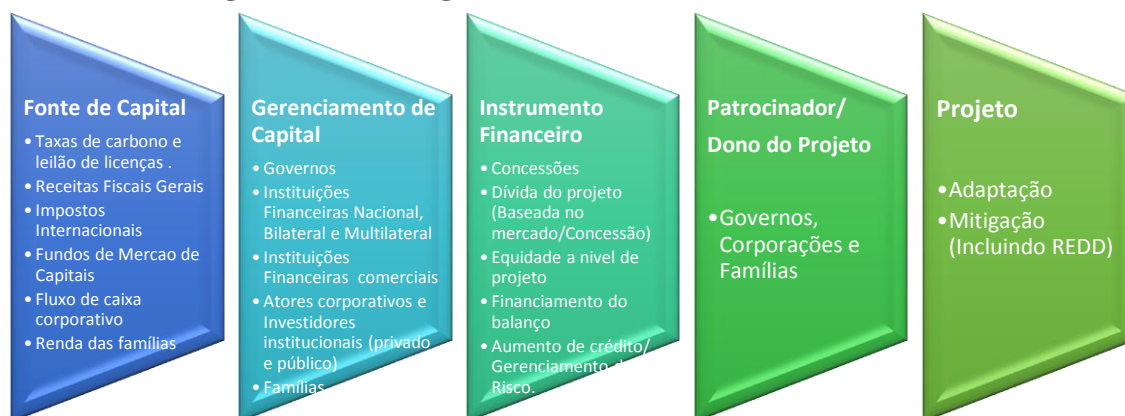 Fonte de Capital
• Taxas de carbono e
leilão de licenças .
• Receitas Fiscais Gerais
• Impostos
Internacionais
• Fundos de Mercao de
Capitais
• Fluxo de caixa
corporativo
• Renda das famílias
Gerenciamento de
Capital
• Governos
• Instituições
Financeiras Nacional,
Bilateral e Multilateral
• Instituições
Financeiras comerciais
• Atores corporativos e
Investidores
institucionais (privado
e público)
• Famílias
Instrumento
Financeiro
• Concessões
• Dívida do projeto
(Baseada no
mercado/Concessão)
• Equidade a nivel de
projeto
• Financiamento do
balanço
• Aumento de crédito/
Gerenciamento
Risco.
Patrocinador/
Dono do Projeto
• Governos,
Corporações e
Famílias
Projeto
• Adaptação
• Mitigação
(Incluindo REDD)